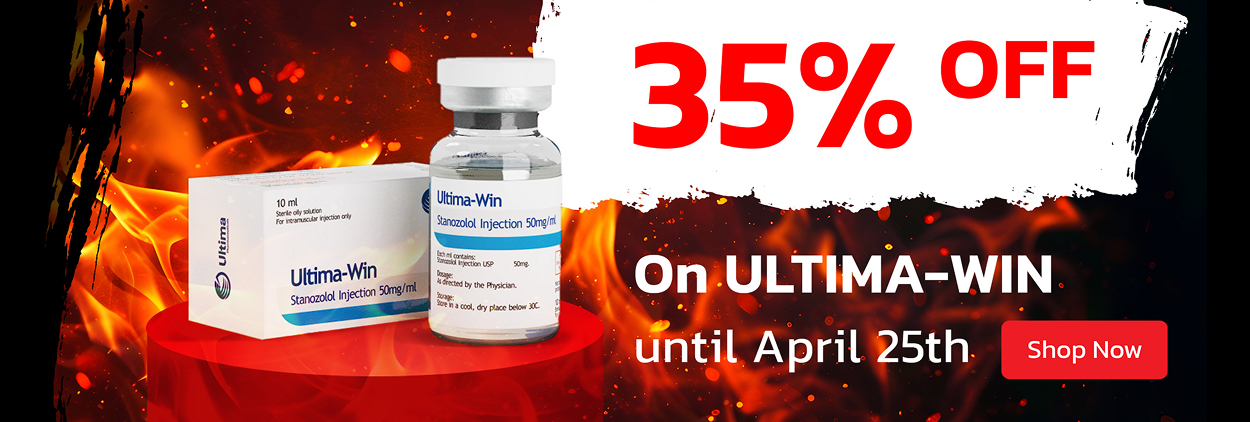 35% OFF
On ULTIMA-WIN
until April 25th
Shop Now
Ultima
10 ml
Sterile oily solution
For intramuscular injection only
Ultima-Win
Stanozolol Injection 50mg/ml
Ultima-Win
Stanozolol Injection 50mg/ml
Each ml contains:
Stanozolol Injection USP 50mg.
Dosage:
As directed by the Physician.
Storage:
Store in a cool, dry place below 30C.